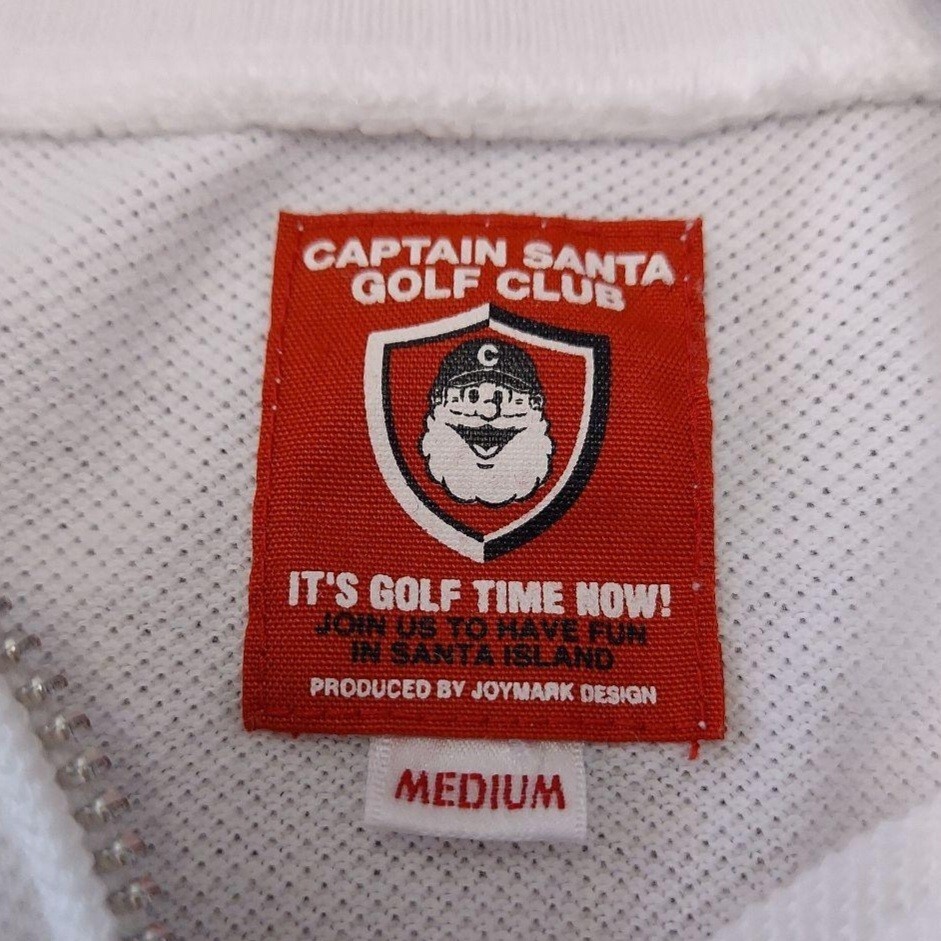 CAPTAIN SANTA
GOLF CLUB
C
IT'S GOLF TIME NOW!
JOIN US TO HAVE FUN
IN SANTA ISLAND
PRODUCED BY JOYMARK DESIGN
MEDIUM